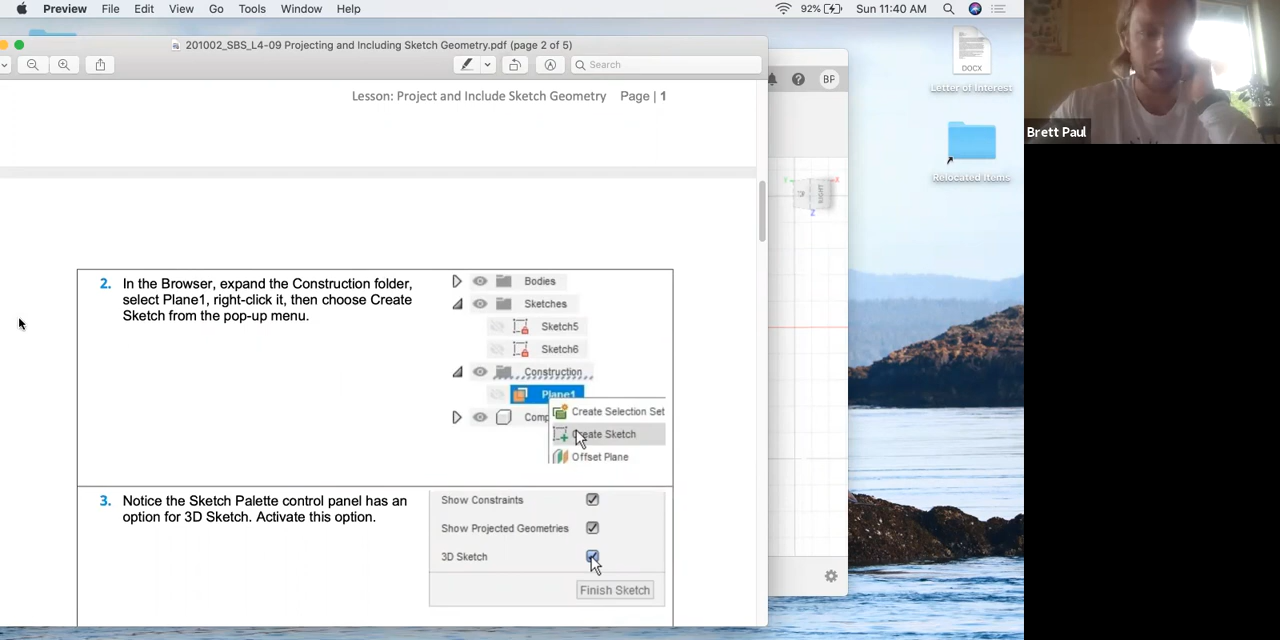 Preview File Edit View Go Tools Window Help 92% Sun 11:40 AM
201002_SBS_L4-09 Projecting and Including Sketch Geometry.pdf (page 2 of 5)
Search
BP
DOCX
Letter of Interest
Relocated Items
Brett Paul
Lesson: Project and Include Sketch Geometry Page | 1
RIGHT
Z
2. In the Browser, expand the Construction folder,
select Plane1, right-click it, then choose Create
Sketch from the pop-up menu.
Bodies
Sketches
Sketch5
Sketch6
Construction
Plane1
Comp
Create Selection Set
Create Sketch
Offset Plane
3. Notice the Sketch Palette control panel has an
option for 3D Sketch. Activate this option.
Show Constraints
Show Projected Geometries
3D Sketch
Finish Sketch